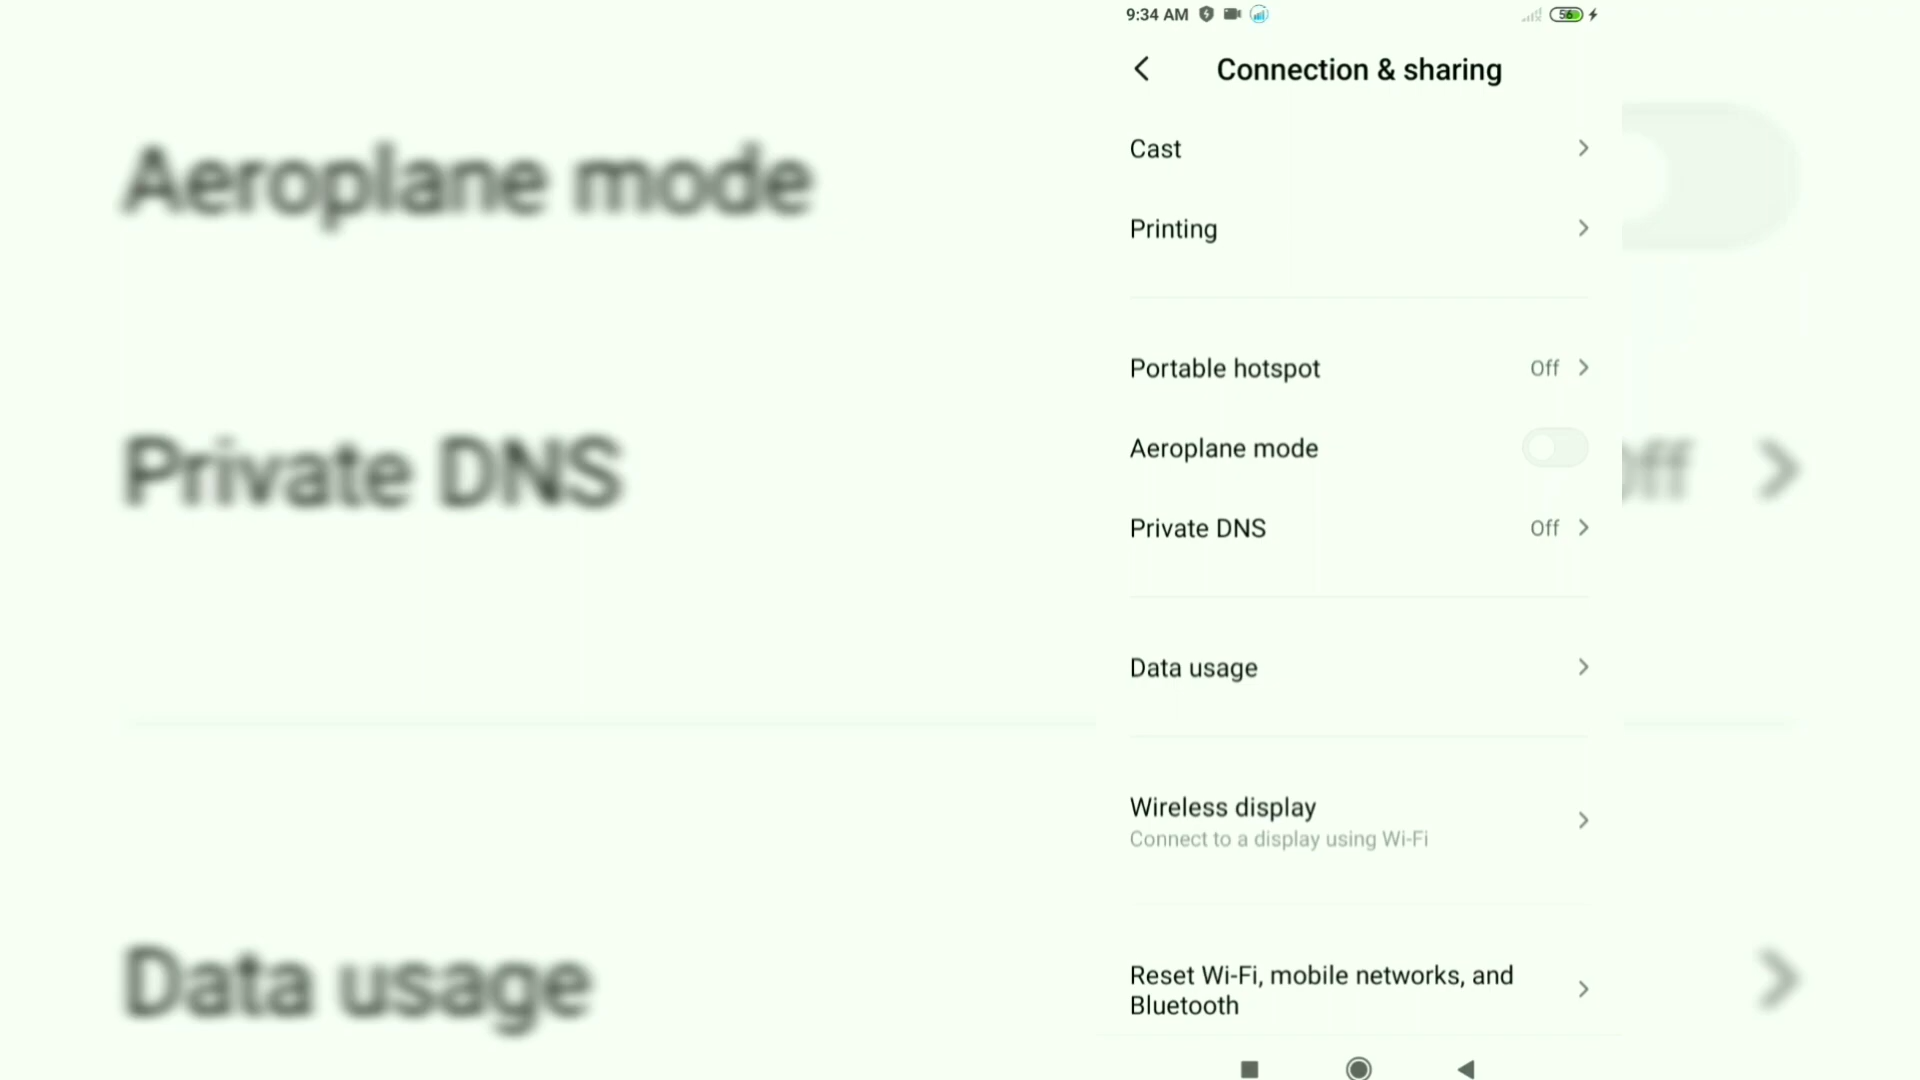 9:34 AM
56
Connection & sharing
Cast
Printing
Portable hotspot Off
Aeroplane mode
Private DNS Off
Data usage
Wireless display
Connect to a display using Wi-Fi
Reset Wi-Fi, mobile networks, and
Bluetooth
Aeroplane mode
Private DNS
ff
Data usage